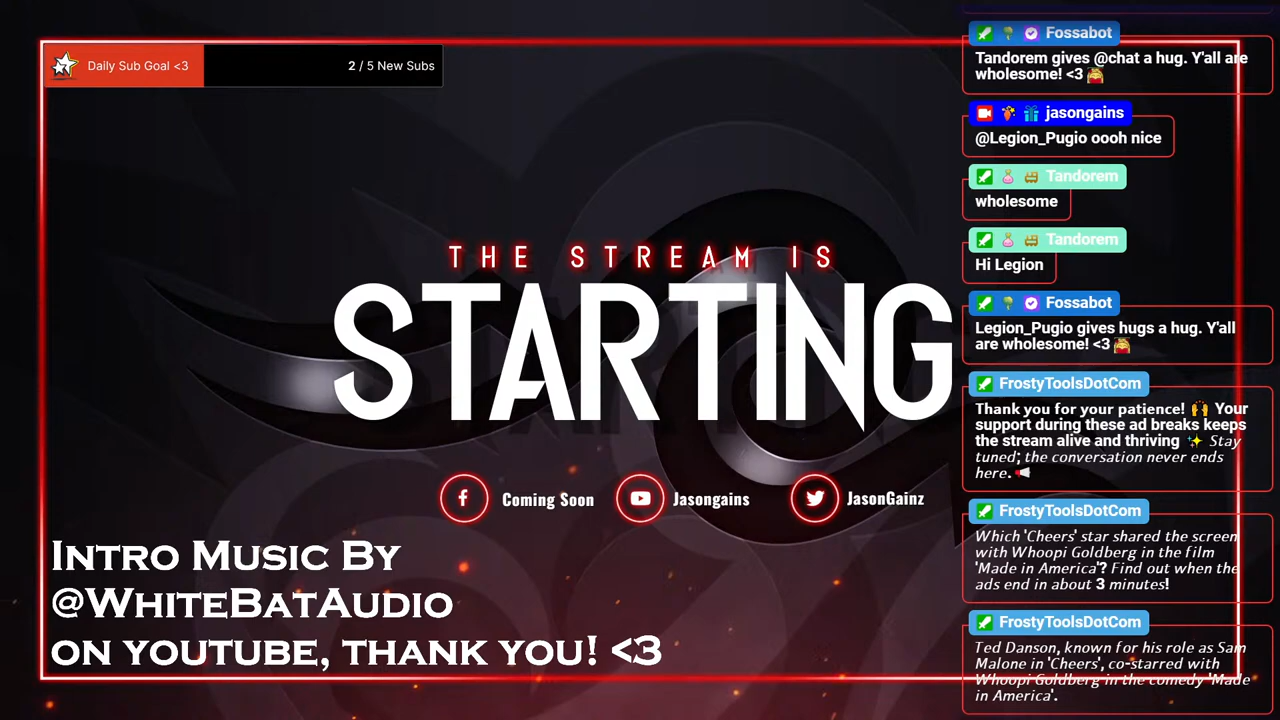 Daily Sub Goal <3
2 / 5 New Subs
THE STREAM IS
STARTING
Coming Soon
Jasongains
JasonGainz
Intro Music By
@WhiteBatAudio
on youtube, thank you! <3
Fossabot
Tandorem gives @chat a hug. Y'all are
wholesome! <3
jasongains
@Legion_Pugio oooh nice
Tandorem
wholesome
Tandorem
Hi Legion
Fossabot
Legion_Pugio gives hugs a hug. Y'all
are wholesome! <3
FrostyToolsDotCom
Thank you for your patience! 🙌 Your
support during these ad breaks keeps
the stream alive and thriving ✨ Stay
tuned; the conversation never ends
here. 📢
FrostyToolsDotCom
Which 'Cheers' star shared the screen
with Whoopi Goldberg in the film
'Made in America'? Find out when the
ads end in about 3 minutes!
FrostyToolsDotCom
Ted Danson, known for his role as Sam
Malone in 'Cheers', co-starred with
Whoopi Goldberg in the comedy 'Made
in America'.